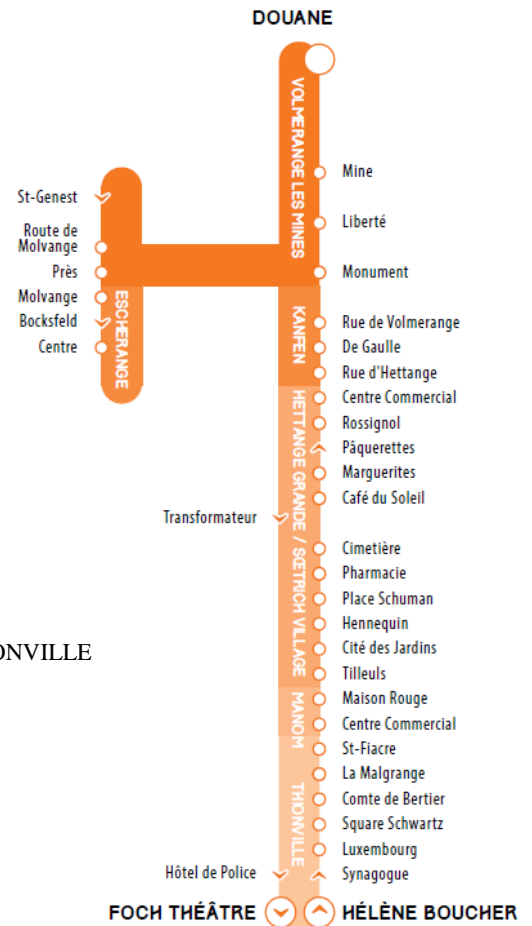 DOUANE
VOLMERANGE LES MINES
Mine
Liberté
Monument
St-Genest
Route de
Molvange
Près
Molvange
Bocksfeld
Centre
ESCHERANGE
KANFEN
Rue de Volmerange
De Gaulle
Rue d'Hettange
HETTANGE GRANDE / SŒTRICH VILLAGE
Centre Commercial
Rossignol
Pâquerettes
Marguerites
Café du Soleil
Transformateur
Cimetière
Pharmacie
Place Schuman
Hennequin
Cité des Jardins
Tilleuls
ONVILLE
MANOM
Maison Rouge
Centre Commercial
THIONVILLE
St-Fiacre
La Malgrange
Comte de Bertier
Square Schwartz
Luxembourg
Hôtel de Police
Synagogue
FOCH THÉÂTRE
HÉLÈNE BOUCHER